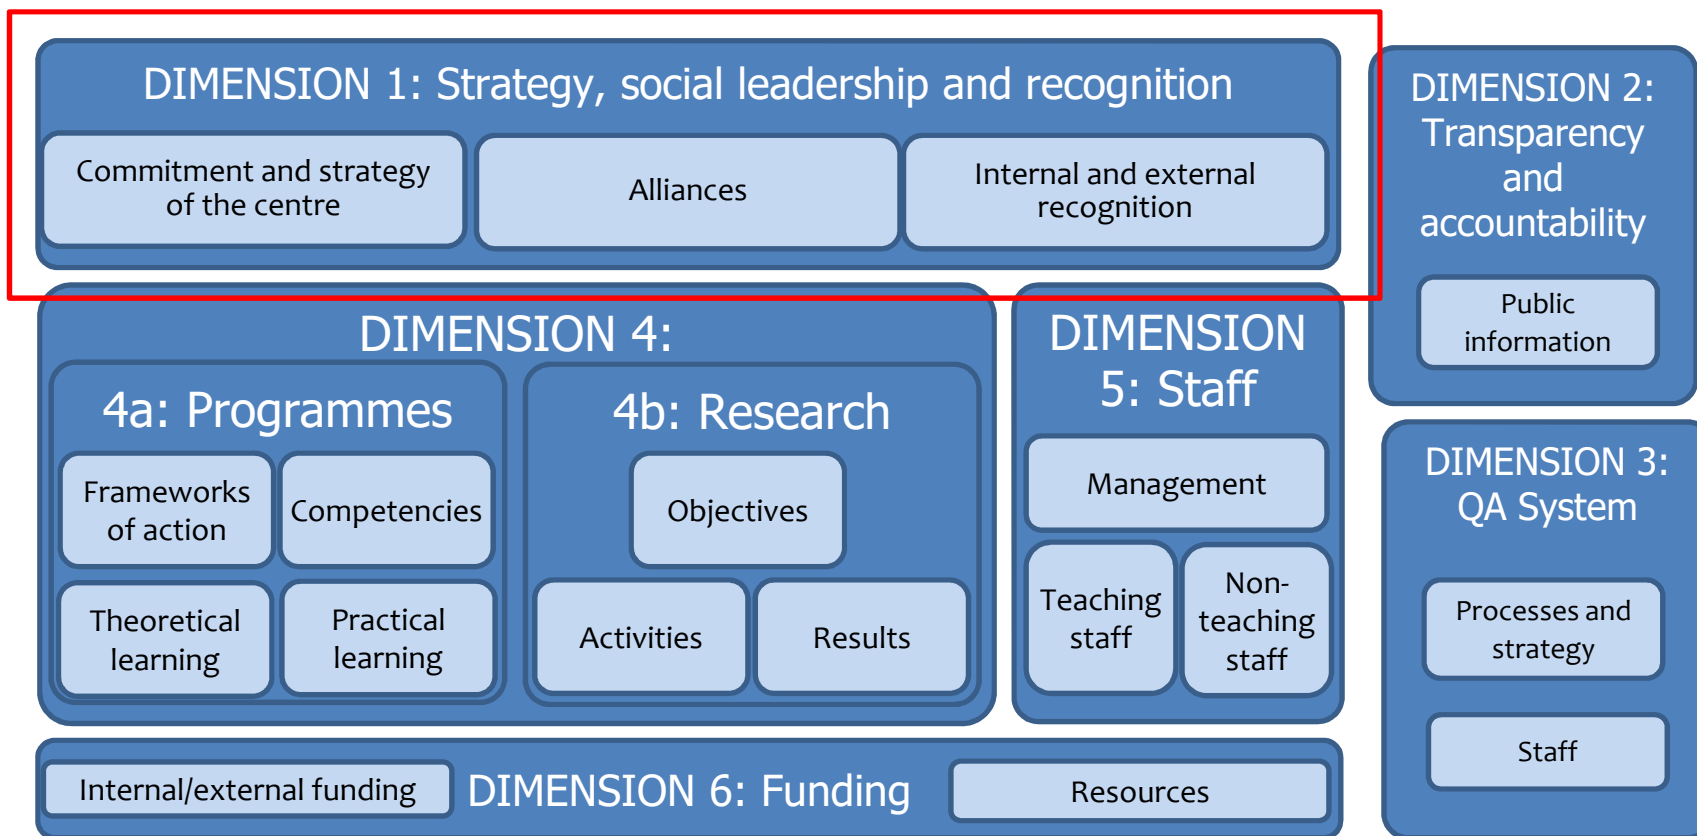 DIMENSION 1: Strategy, social leadership and recognition
Commitment and strategy
of the centre
Alliances
Internal and external
recognition
DIMENSION 2:
Transparency
and
accountability
Public
information
DIMENSION 4:
4a: Programmes
Frameworks
of action
Competencies
Theoretical
learning
Practical
learning
4b: Research
Objectives
Activities
Results
DIMENSION
5: Staff
Management
Teaching
staff
Non-
teaching
staff
DIMENSION 3:
QA System
Processes and
strategy
Staff
Internal/external funding
DIMENSION 6: Funding
Resources